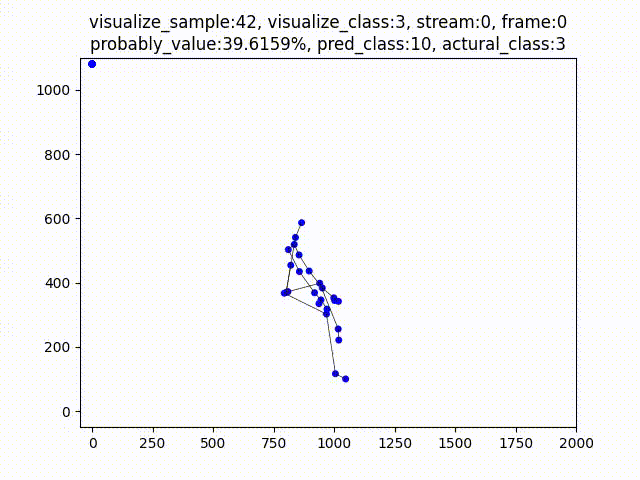 visualize_sample:42, visualize_class:3, stream:0, frame:0
probably_value:39.6159%, pred_class:10, actural_class:3
1000
800
600
400
200
0
0 250 500 750 1000 1250 1500 1750 2000